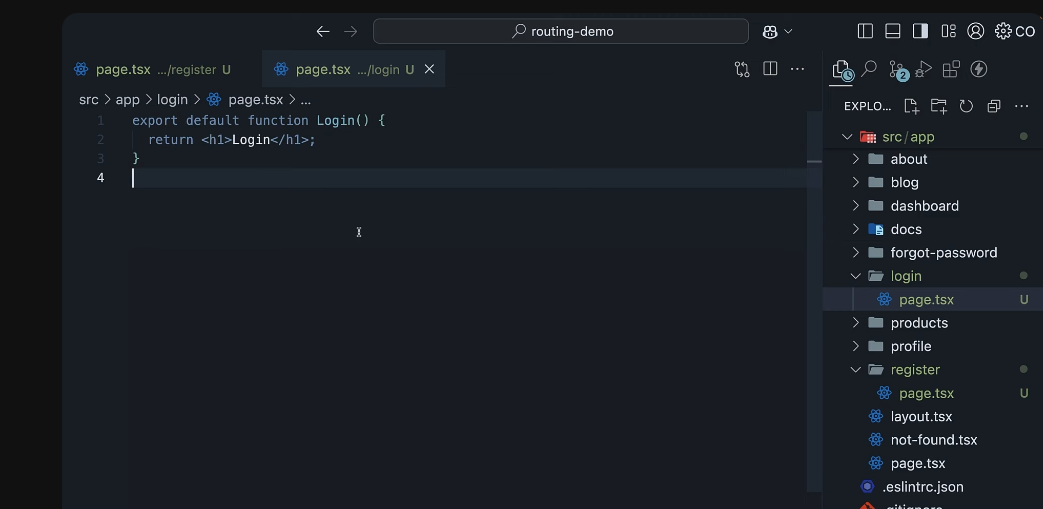 routing-demo
CO
page.tsx .../register U
page.tsx .../login U
src > app > login > page.tsx > ...
2
EXPLO...
1 export default function Login() {
2 return <h1>Login</h1>;
3 }
4
src/app
about
blog
dashboard
docs
forgot-password
login
page.tsx U
products
profile
register
page.tsx U
layout.tsx
not-found.tsx
page.tsx
.eslintrc.json
.gitignore